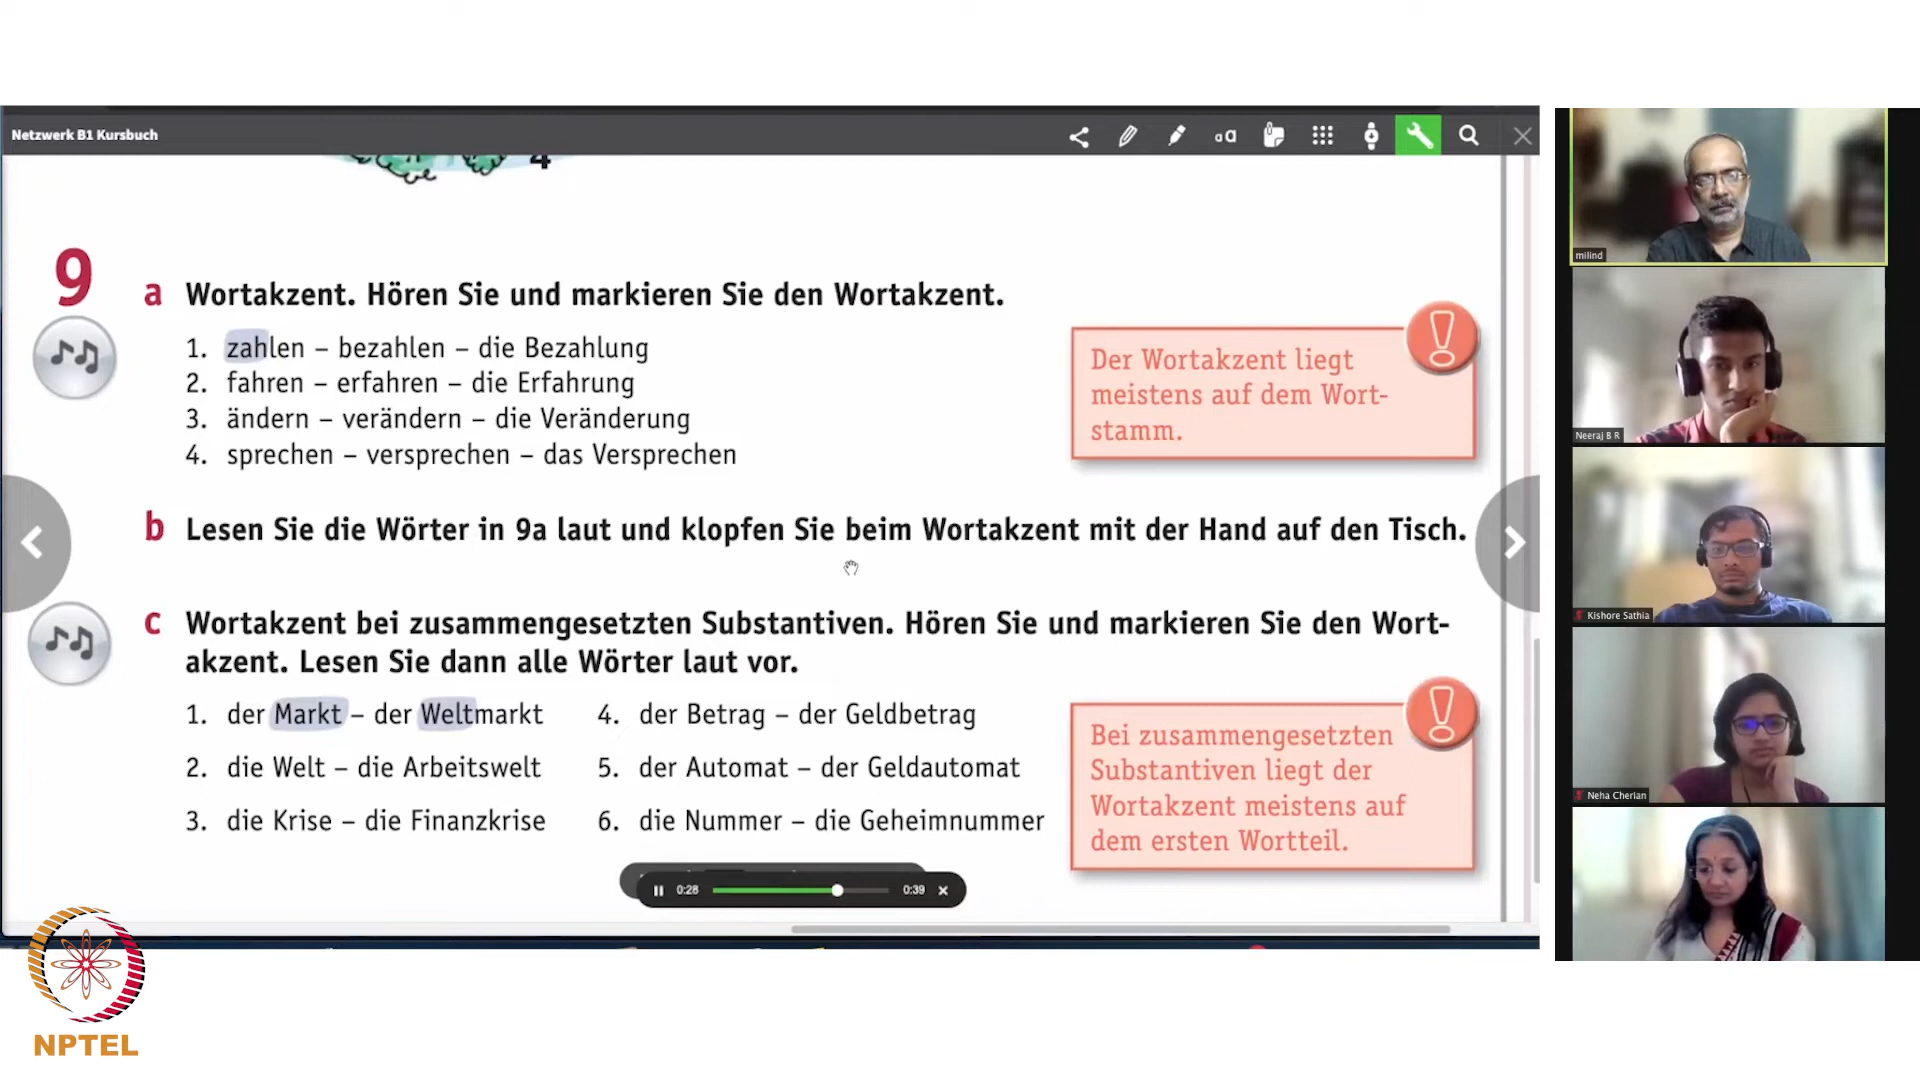 Netzwerk B1 Kursbuch
aa
4
9
a Wortakzent. Hören Sie und markieren Sie den Wortakzent.
1. zahlen – bezahlen – die Bezahlung
2. fahren – erfahren – die Erfahrung
3. ändern – verändern – die Veränderung
4. sprechen – versprechen – das Versprechen
Der Wortakzent liegt
meistens auf dem Wort-
stamm.
b Lesen Sie die Wörter in 9a laut und klopfen Sie beim Wortakzent mit der Hand auf den Tisch.
c Wortakzent bei zusammengesetzten Substantiven. Hören Sie und markieren Sie den Wort-
akzent. Lesen Sie dann alle Wörter laut vor.
1. der Markt – der Weltmarkt
2. die Welt – die Arbeitswelt
3. die Krise – die Finanzkrise
4. der Betrag – der Geldbetrag
5. der Automat – der Geldautomat
6. die Nummer – die Geheimnummer
Bei zusammengesetzten
Substantiven liegt der
Wortakzent meistens auf
dem ersten Wortteil.
0:28 0:39
milind
Neeraj B R
Kishore Sathia
Neha Cherian
NPTEL